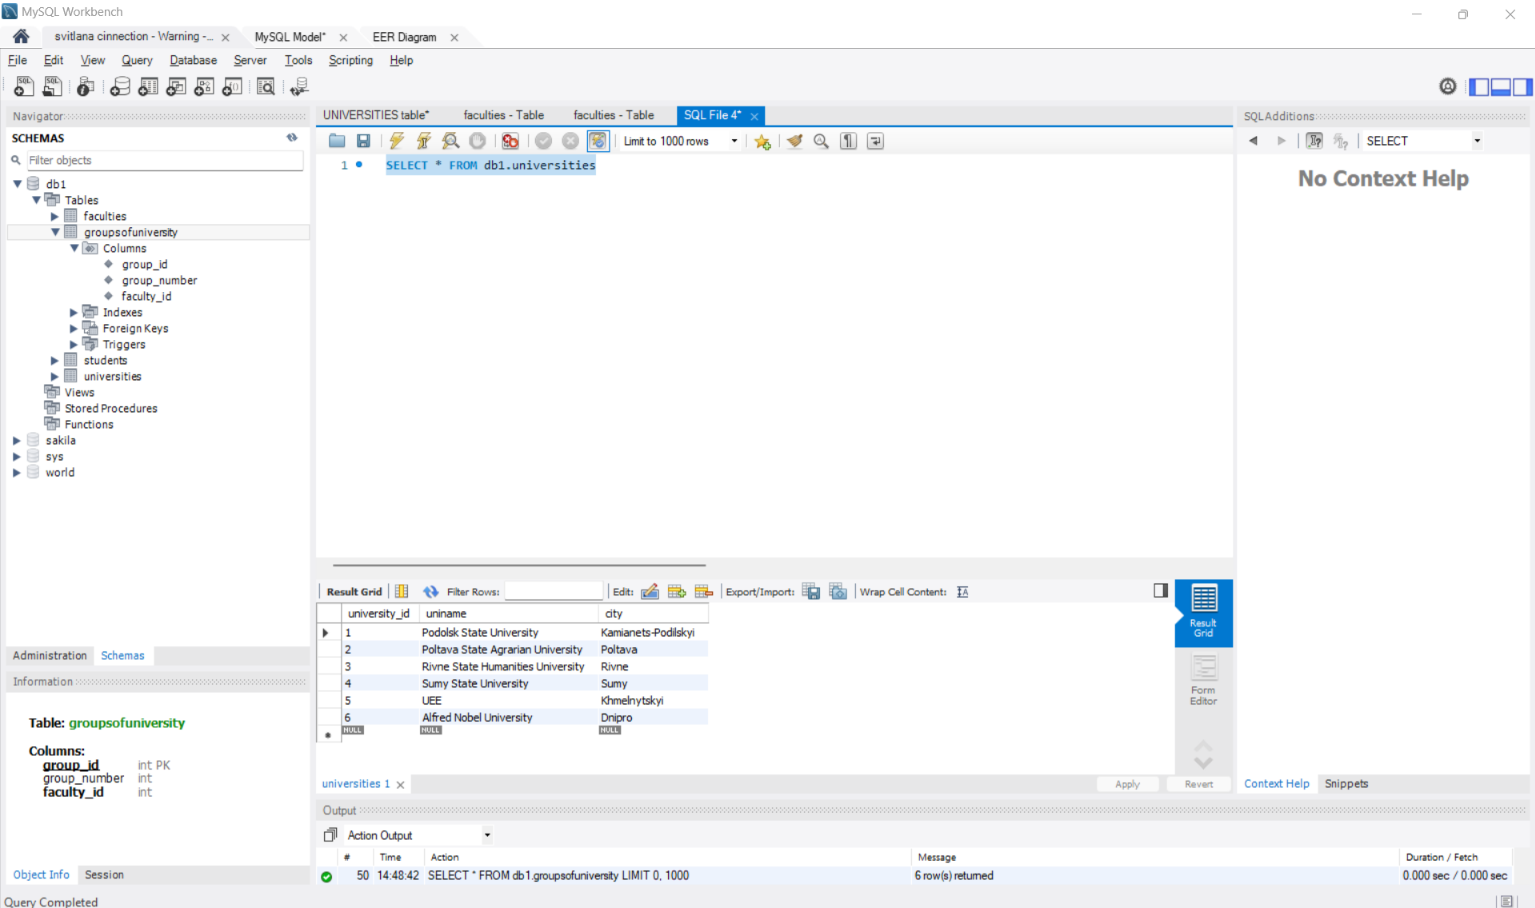 MySQL Workbench
svitlana cinnection - Warning -...
MySQL Model*
EER Diagram
File Edit View Query Database Server Tools Scripting Help
Navigator
SCHEMAS
Filter objects
db1
Tables
faculties
groupsofuniversity
Columns
group_id
group_number
faculty_id
Indexes
Foreign Keys
Triggers
students
universities
Views
Stored Procedures
Functions
sakila
sys
world
Administration Schemas
Information
Table: groupsofuniversity
Columns:
group_id int PK
group_number int
faculty_id int
Object Info Session
UNIVERSITIES table* faculties - Table faculties - Table SQL File 4*
Limit to 1000 rows
1 SELECT * FROM db1.universities
Result Grid Filter Rows: Edit: Export/Import: Wrap Cell Content:
university_id uniname city
1 Podolsk State University Kamianets-Podilskyi
2 Poltava State Agrarian University Poltava
3 Rivne State Humanities University Rivne
4 Sumy State University Sumy
5 UEE Khmelnytskyi
6 Alfred Nobel University Dnipro
NULL NULL NULL
Result
Grid
Form
Editor
universities 1
Apply Revert
Output
Action Output
# Time Action Message Duration / Fetch
50 14:48:42 SELECT * FROM db1.groupsofuniversity LIMIT 0, 1000 6 row(s) returned 0.000 sec / 0.000 sec
SQLAdditions
SELECT
No Context Help
Context Help Snippets
Query Completed